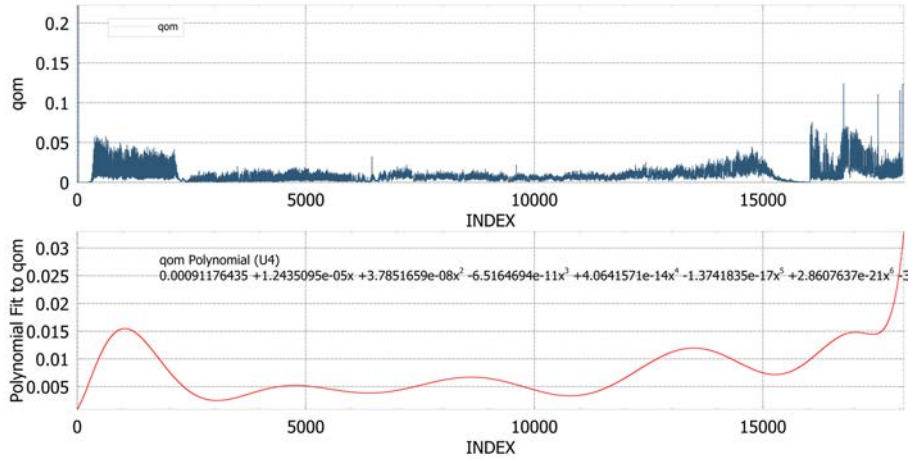 0.2
0.15
0.1
0.05
0
qom
qom
0 5000 10000 15000
INDEX
0.03
0.025
0.02
0.015
0.01
0.005
Polynomial Fit to qom
qom Polynomial (U4)
0.00091176435 +1.2435095e-05x +3.7851659e-08x² -6.5164694e-11x³ +4.0641571e-14x⁴ -1.3741835e-17x⁵ +2.8607637e-21x⁶ -3
0 5000 10000 15000
INDEX